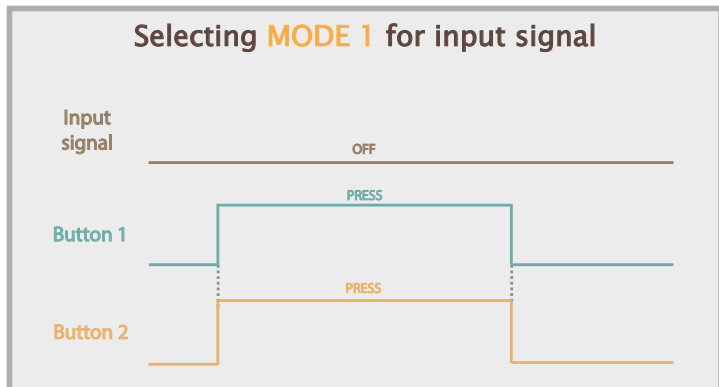 Selecting MODE 1 for input signal
Input
signal
OFF
PRESS
Button 1
PRESS
Button 2